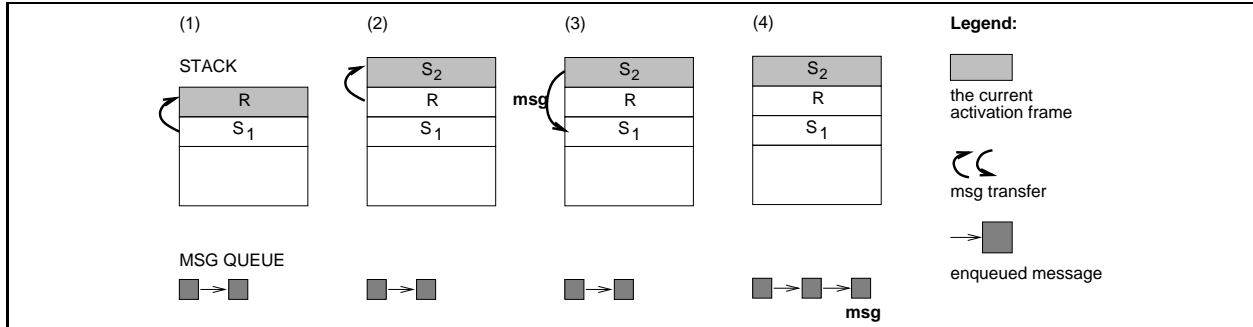 (1) (2) (3) (4) Legend:
STACK
S2 S2 S2
R R msg R R
S1 S1 S1 S1
the current
activation frame
msg transfer
MSG QUEUE
enqueued message
msg